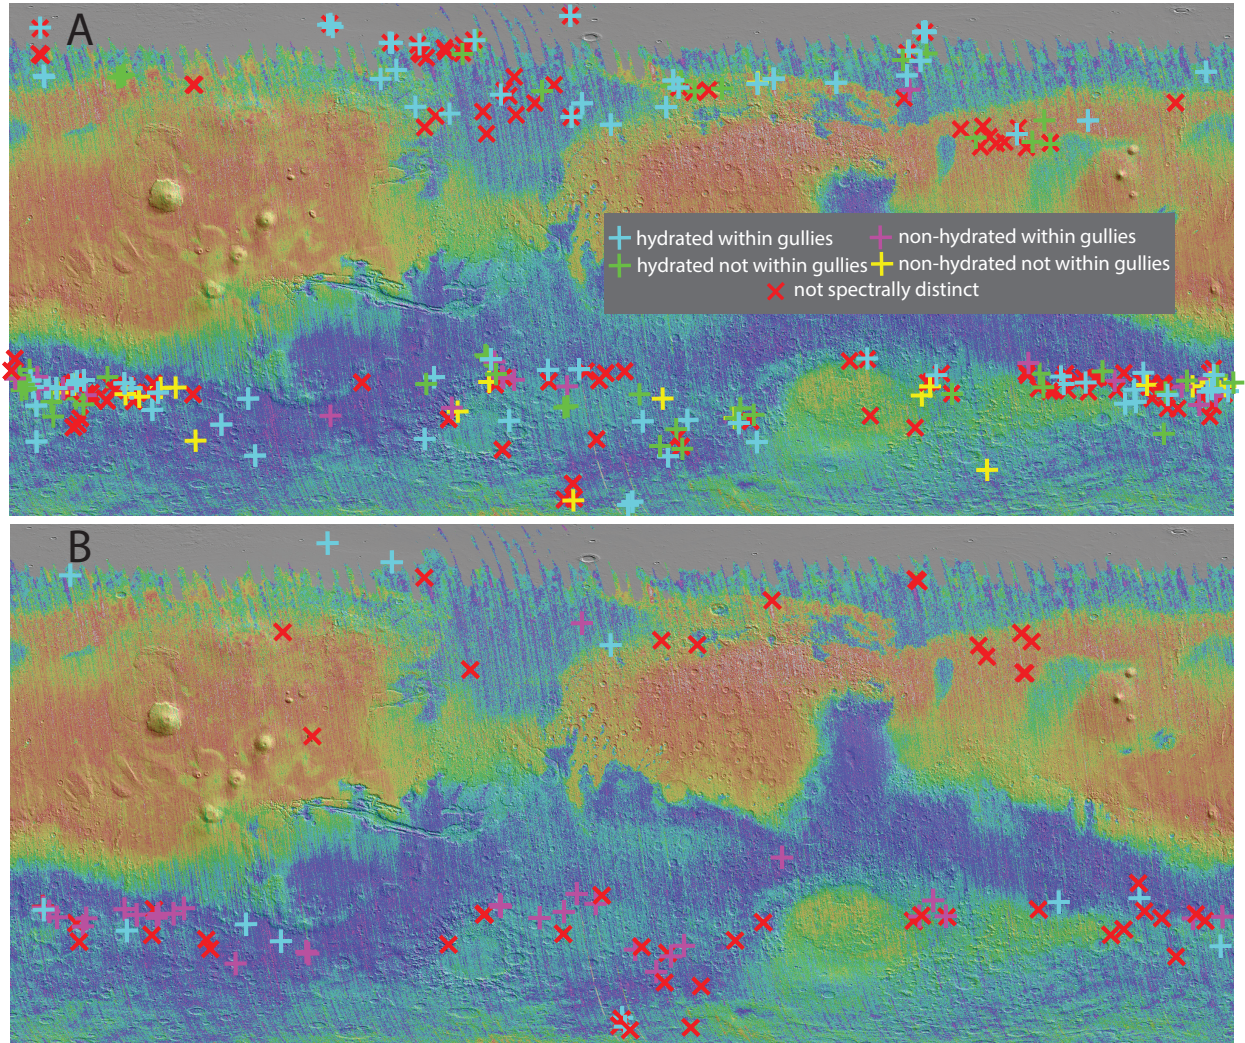 A
hydrated within gullies
non-hydrated within gullies
hydrated not within gullies
non-hydrated not within gullies
not spectrally distinct
B